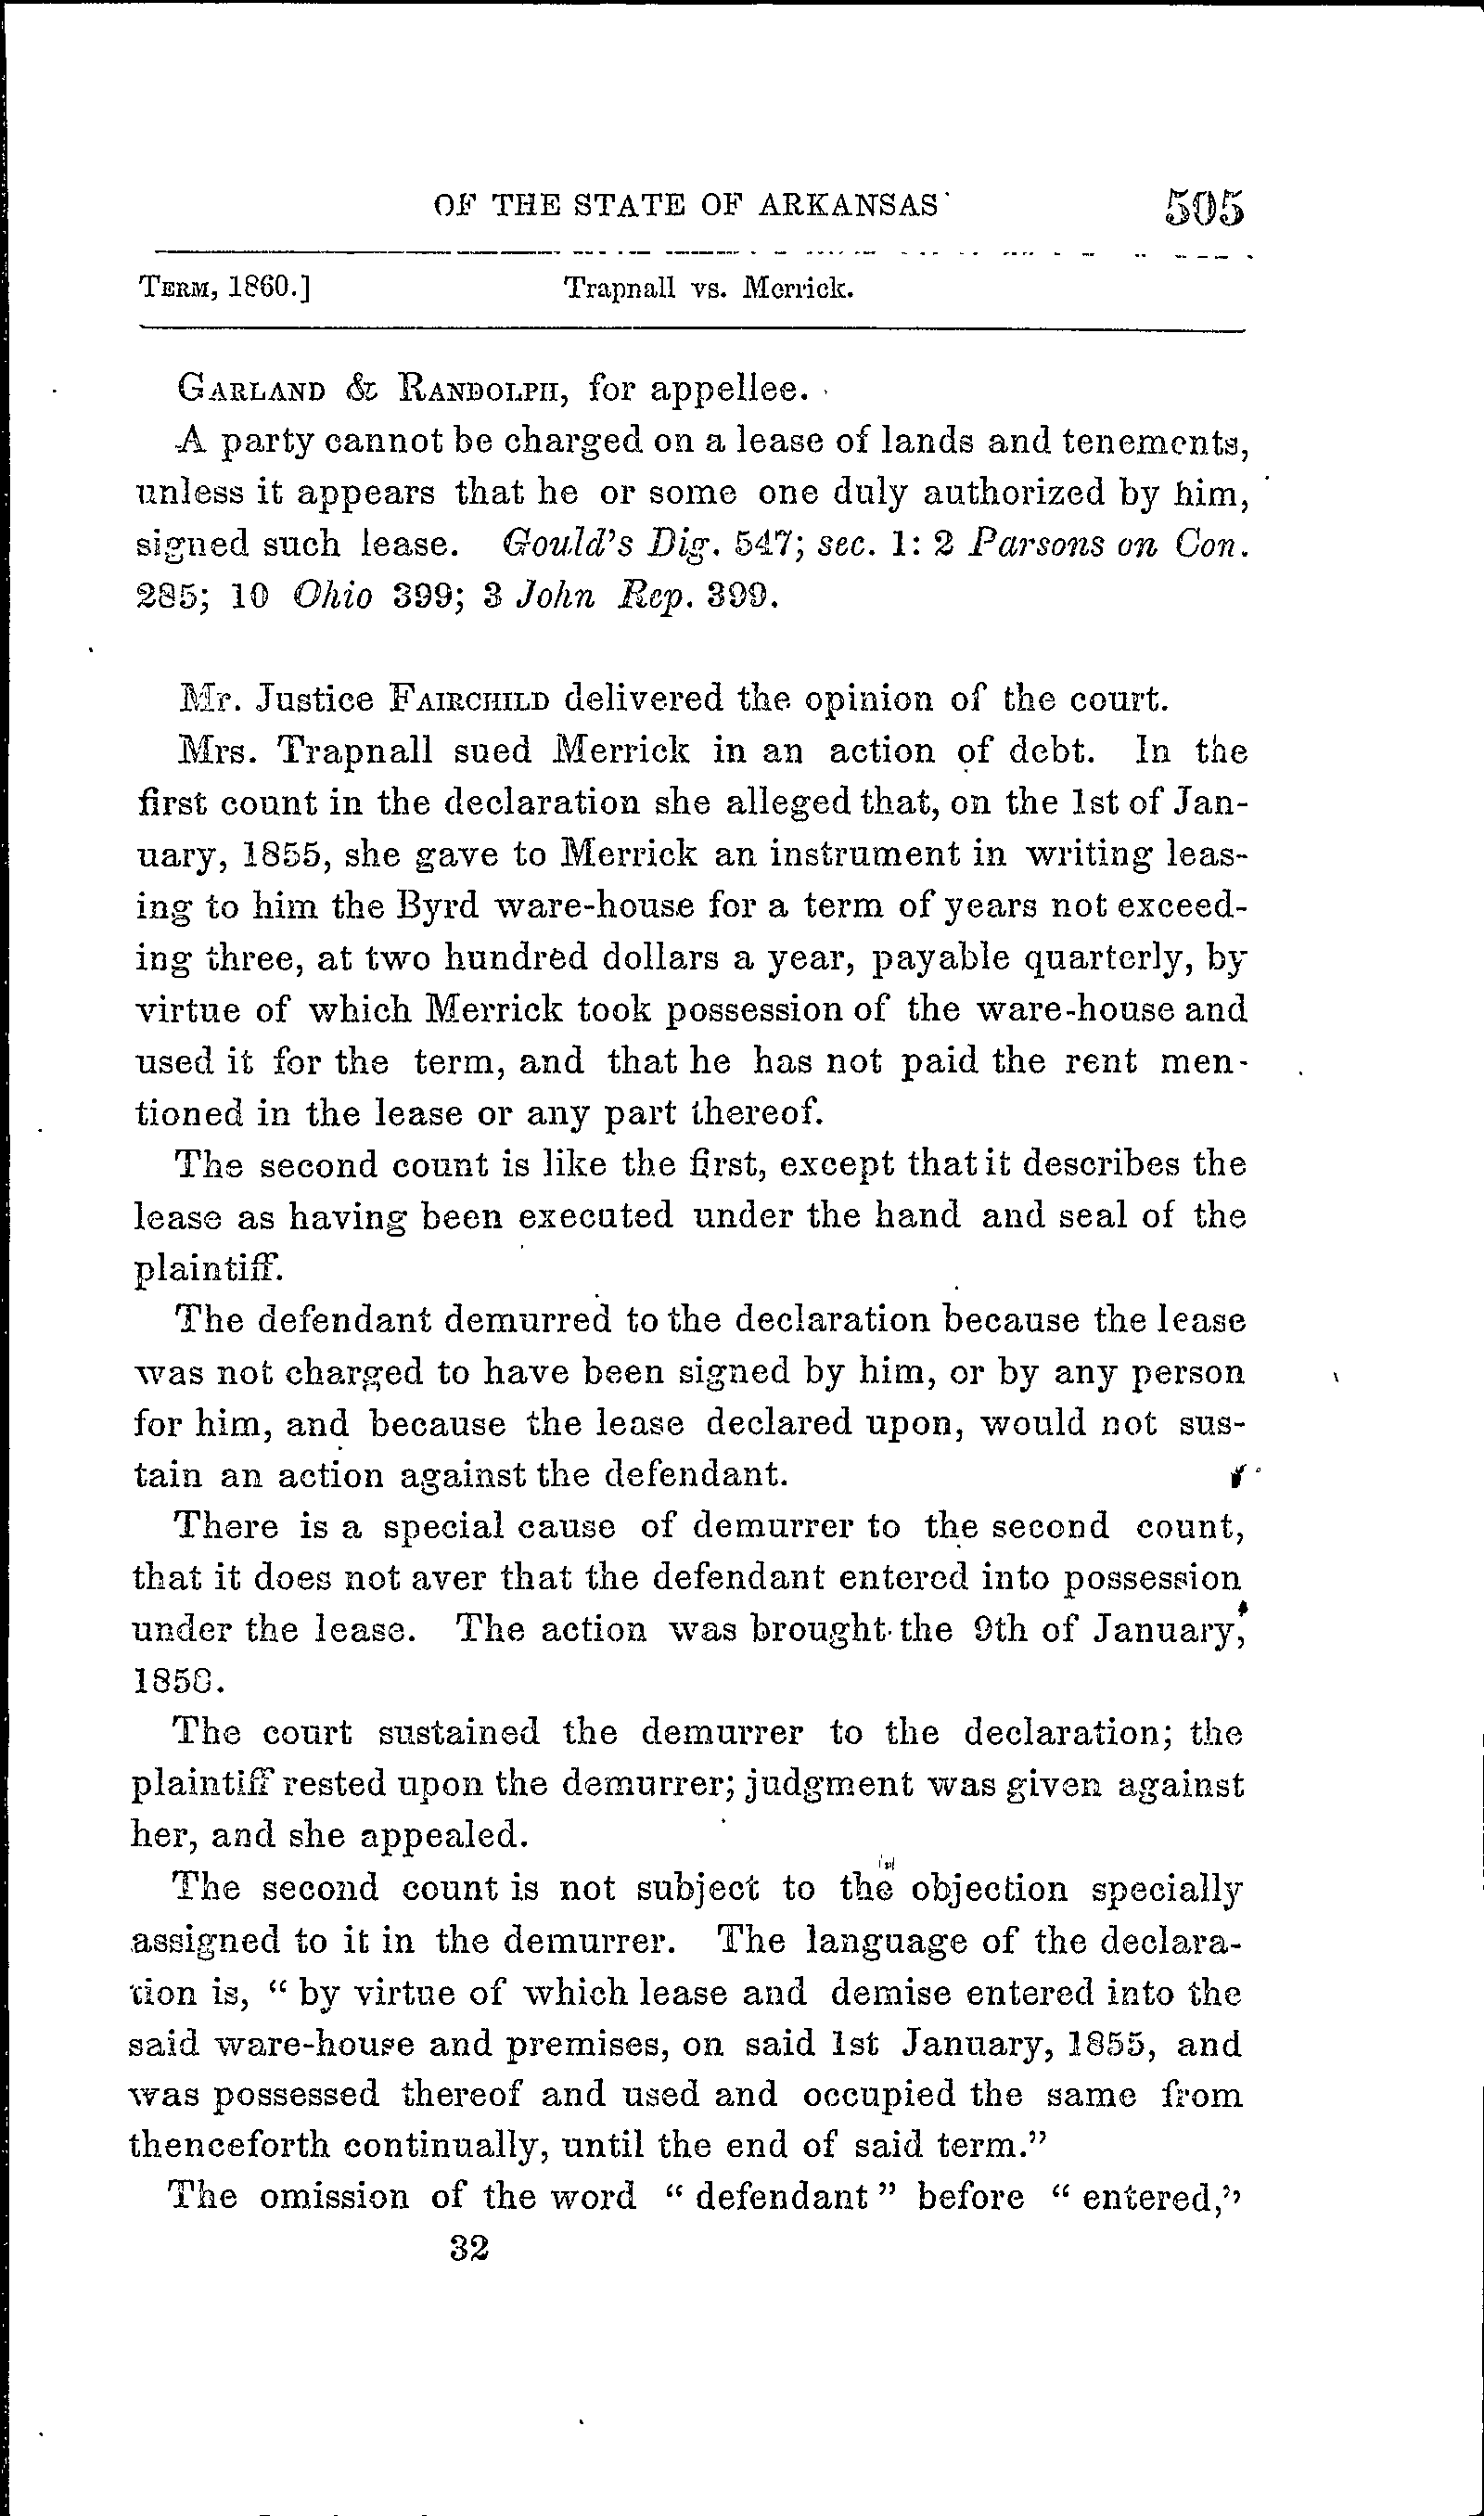 OF THE STATE OF ARKANSAS 505
TERM, 1860.] Trapnall vs. Merrick.
GARLAND & RANDOLPH, for appellee.
A party cannot be charged on a lease of lands and tenements,
unless it appears that he or some one duly authorized by him,
signed such lease. Gould's Dig. 547; sec. 1: 2 Parsons on Con.
285; 10 Ohio 399; 3 John Rep. 399.
Mr. Justice FAIRCHILD delivered the opinion of the court.
Mrs. Trapnall sued Merrick in an action of debt. In the
first count in the declaration she alleged that, on the 1st of Jan-
uary, 1855, she gave to Merrick an instrument in writing leas-
ing to him the Byrd ware-house for a term of years not exceed-
ing three, at two hundred dollars a year, payable quarterly, by
virtue of which Merrick took possession of the ware-house and
used it for the term, and that he has not paid the rent men-
tioned in the lease or any part thereof.
The second count is like the first, except that it describes the
lease as having been executed under the hand and seal of the
plaintiff.
The defendant demurred to the declaration because the lease
was not charged to have been signed by him, or by any person
for him, and because the lease declared upon, would not sus-
tain an action against the defendant.
There is a special cause of demurrer to the second count,
that it does not aver that the defendant entered into possession
under the lease. The action was brought the 9th of January,
The court sustained the demurrer to the declaration; the
plaintiff rested upon the demurrer; judgment was given against
her, and she appealed.
The second count is not subject to the objection specially
assigned to it in the demurrer. The language of the declara-
tion is, " by virtue of which lease and demise entered into the
said ware-house and premises, on said 1st January, 1855, and
was possessed thereof and used and occupied the same from
thenceforth continually, until the end of said term."
The omission of the word " defendant " before " entered,"
32